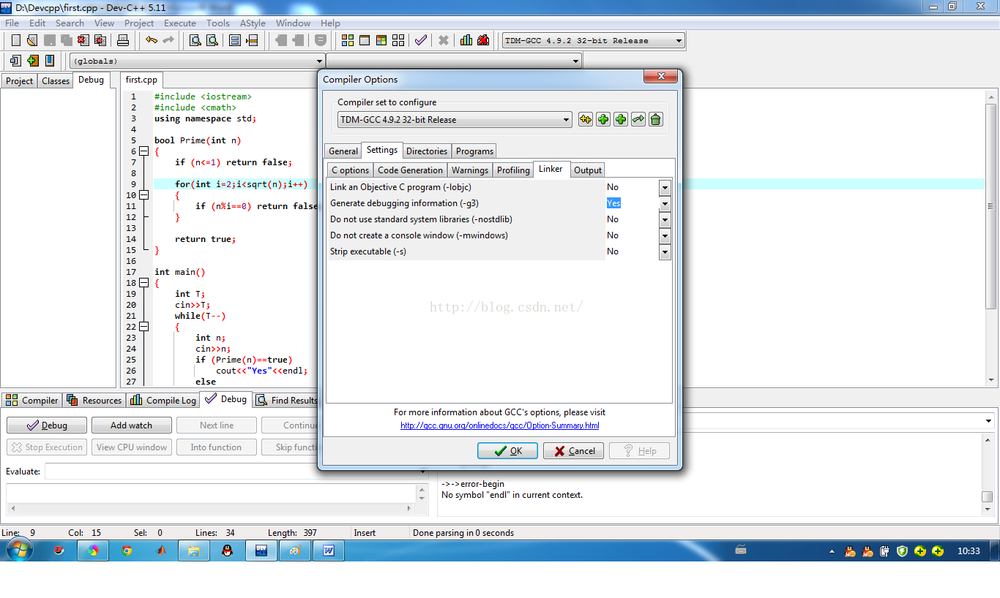 D:\Devcpp\first.cpp - Dev-C++ 5.11
File Edit Search View Project Execute Tools AStyle Window Help
TDM-GCC 4.9.2 32-bit Release
(globals)
Project Classes Debug
first.cpp
1 #include <iostream>
2 #include <cmath>
3 using namespace std;
4
5 bool Prime(int n)
6 {
7 if (n<=1) return false;
8
9 for(int i=2;i<sqrt(n);i++)
10 {
11 if (n%i==0) return false
12 }
13
14 return true;
15 }
16
17 int main()
18 {
19 int T;
20 cin>>T;
21 while(T--)
22 {
23 int n;
24 cin>>n;
25 if (Prime(n)==true)
26 cout<<"Yes"<<endl;
27 else
Compiler Options
Compiler set to configure
TDM-GCC 4.9.2 32-bit Release
General Settings Directories Programs
C options Code Generation Warnings Profiling Linker Output
Link an Objective C program (-lobjc) No
Generate debugging information (-g3) Yes
Do not use standard system libraries (-nostdlib) No
Do not create a console window (-mwindows) No
Strip executable (-s) No
http://blog.csdn.net/
For more information about GCC's options, please visit
http://gcc.gnu.org/onlinedocs/gcc/Option-Summary.html
OK Cancel Help
Compiler Resources Compile Log Debug Find Results
Debug Add watch Next line Continu
Stop Execution View CPU window Into function Skip functi
Evaluate:
->->error-begin
No symbol "endl" in current context.
Line: 9 Col: 15 Sel: 0 Lines: 34 Length: 397 Insert Done parsing in 0 seconds
10:33